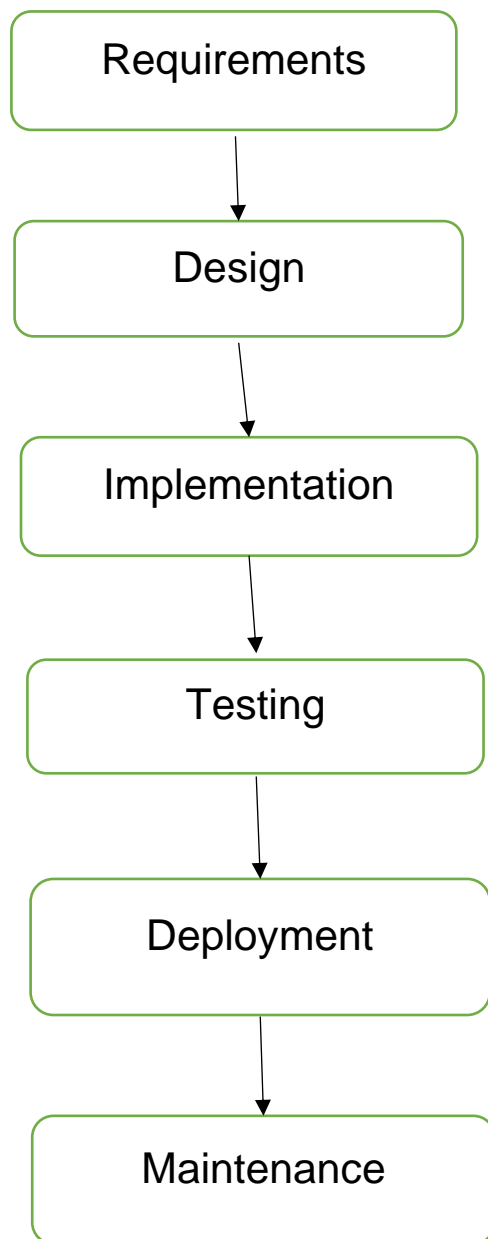 Requirements
Design
Implementation
Testing
Deployment
Maintenance